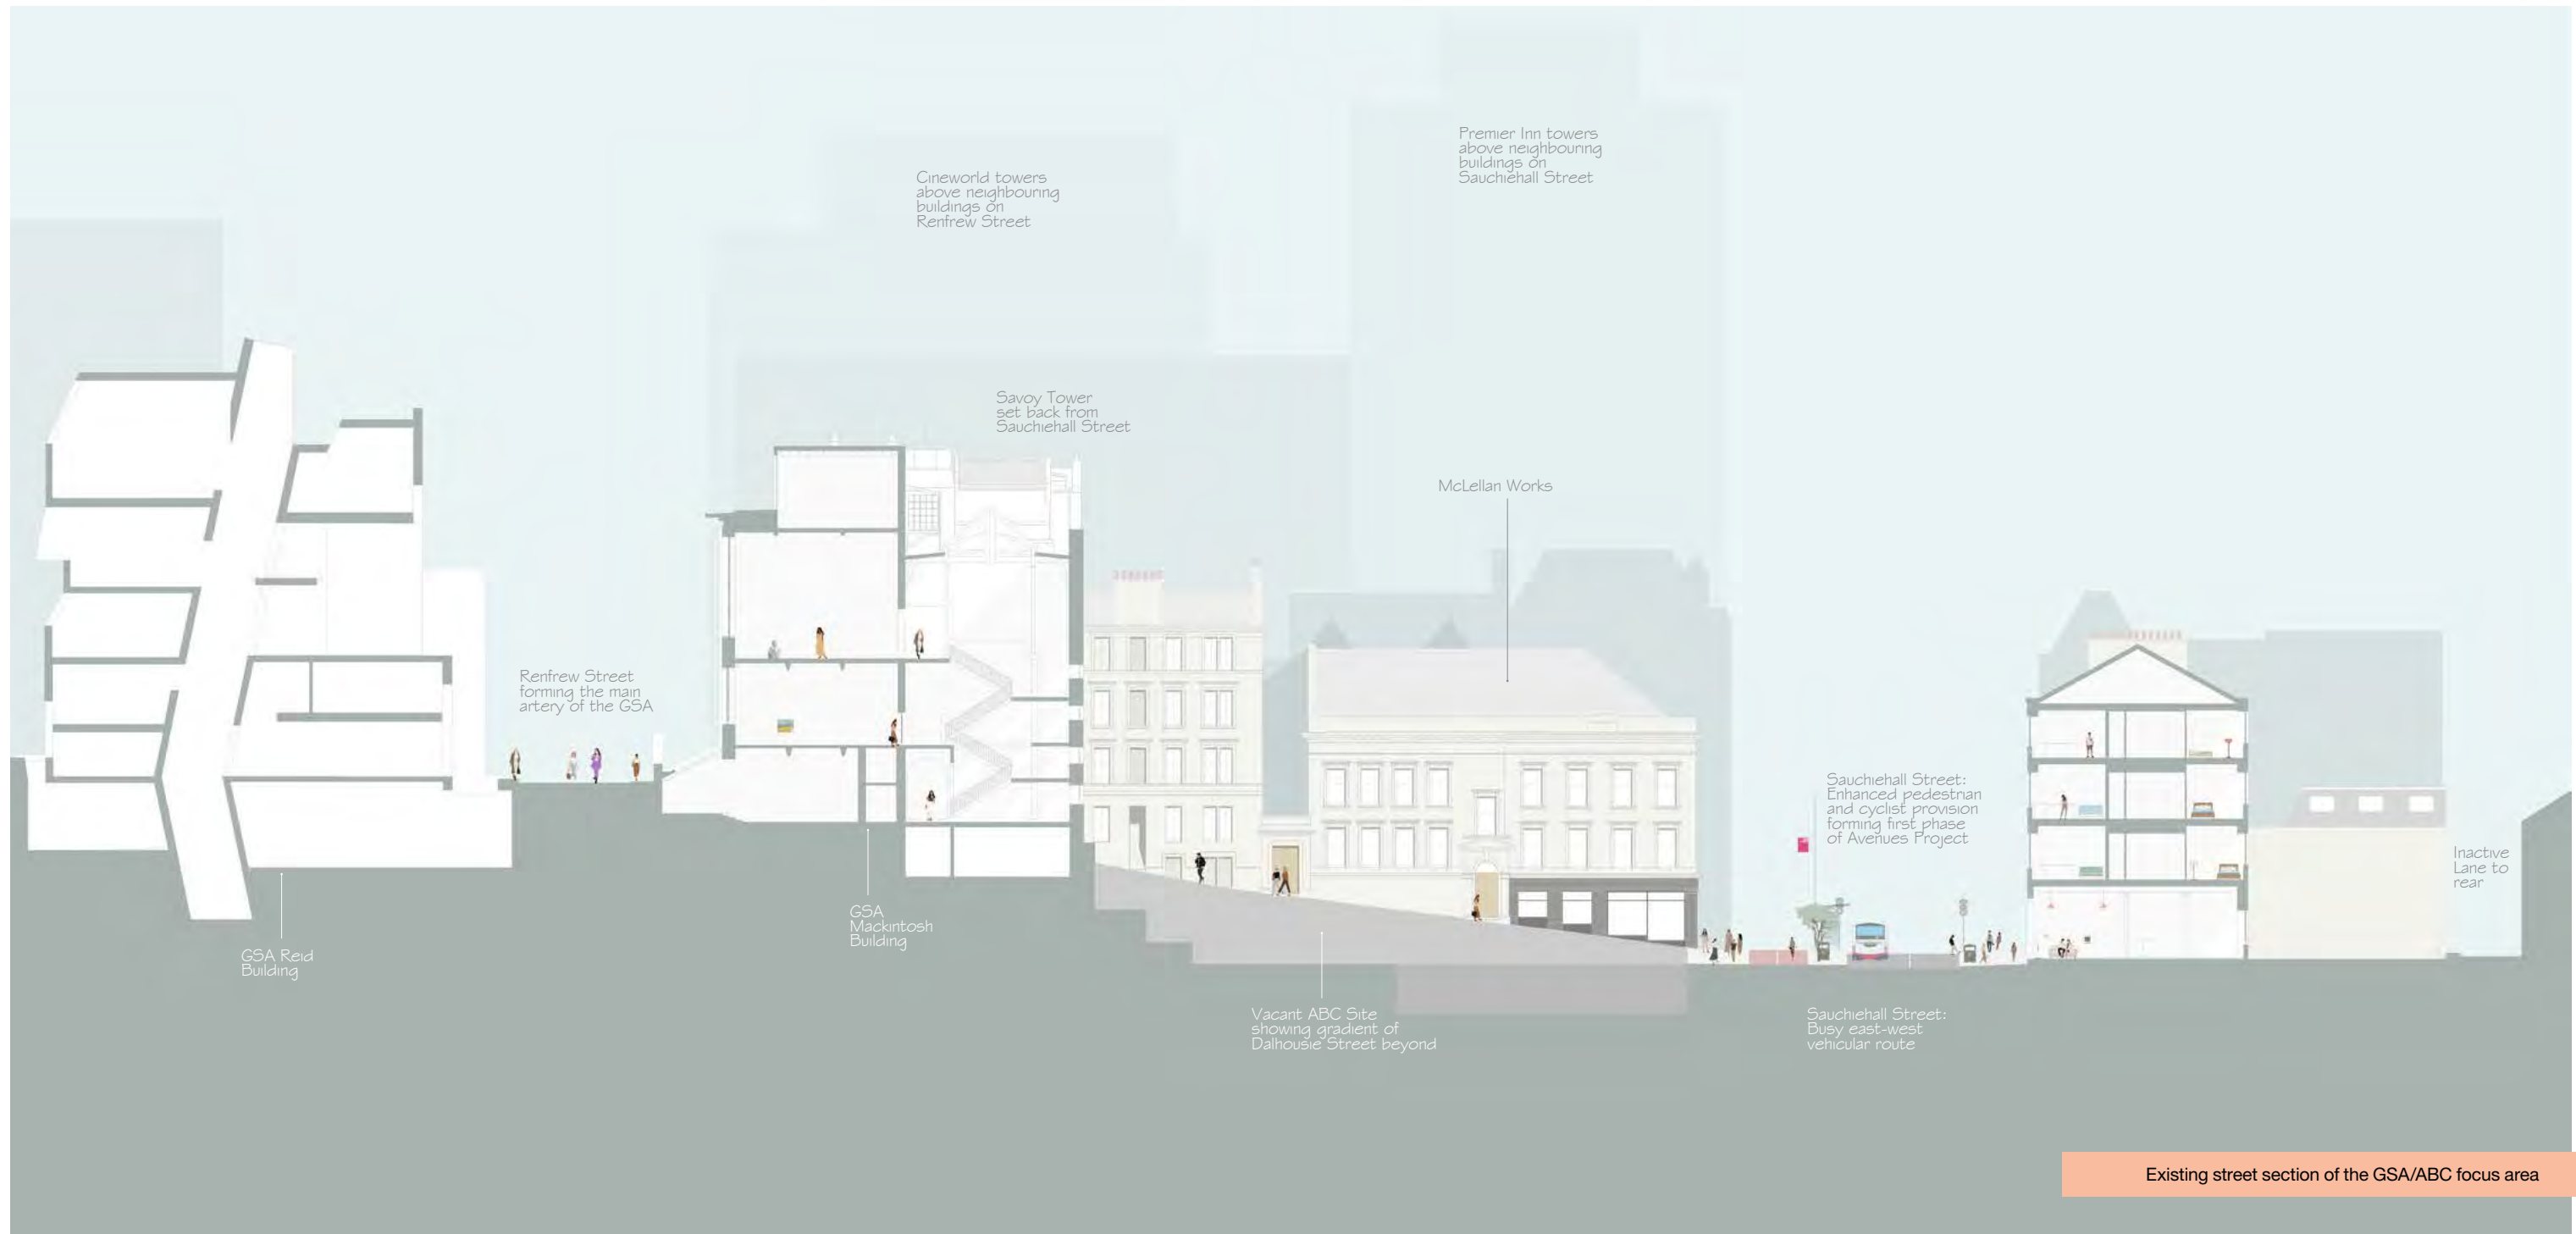 Premier Inn towers
above neighbouring
buildings on
Sauchiehall Street
Cineworld towers
above neighbouring
buildings on
Renfrew Street
Savoy Tower
set back from
Sauchiehall Street
McLellan Works
Renfrew Street
forming the main
artery of the GSA
Sauchiehall Street:
Enhanced pedestrian
and cyclist provision
forming first phase
of Avenues Project
Inactive
Lane to
rear
GSA
Mackintosh
Building
GSA Reid
Building
Vacant ABC Site
showing gradient of
Dalhousie Street beyond
Sauchiehall Street:
Busy east-west
vehicular route
Existing street section of the GSA/ABC focus area